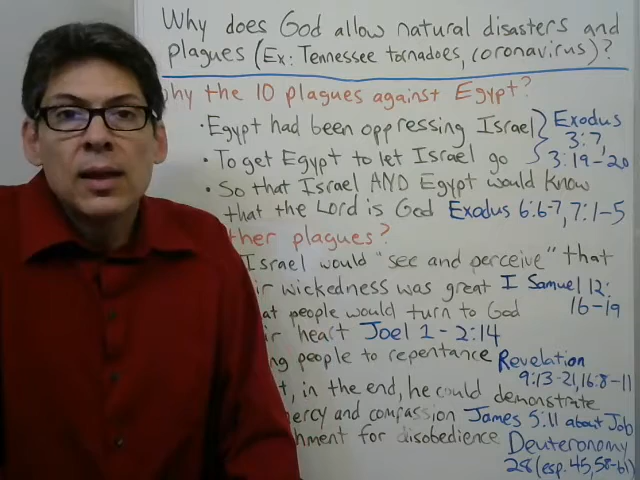 Why does God allow natural disasters and
plagues (Ex: Tennessee tornadoes, coronavirus)?
hy the 10 plagues against Egypt?
• Egypt had been oppressing Israel } Exodus
3:7,
• To get Egypt to let Israel go 3:19-20
• So that Israel AND Egypt would know
that the Lord is God Exodus 6:6-7, 7:1-5
ther plagues?
Israel would "see and perceive" that
ir wickedness was great I Samuel 12:
16-19
at people would turn to God
ir heart Joel 1 - 2:14
ng people to repentance Revelation
9:13-21, 16:8-11
t, in the end, he could demonstrate
ercy and compassion James 5:11 about Job
hment for disobedience Deuteronomy
28 (esp. 45, 58-61)